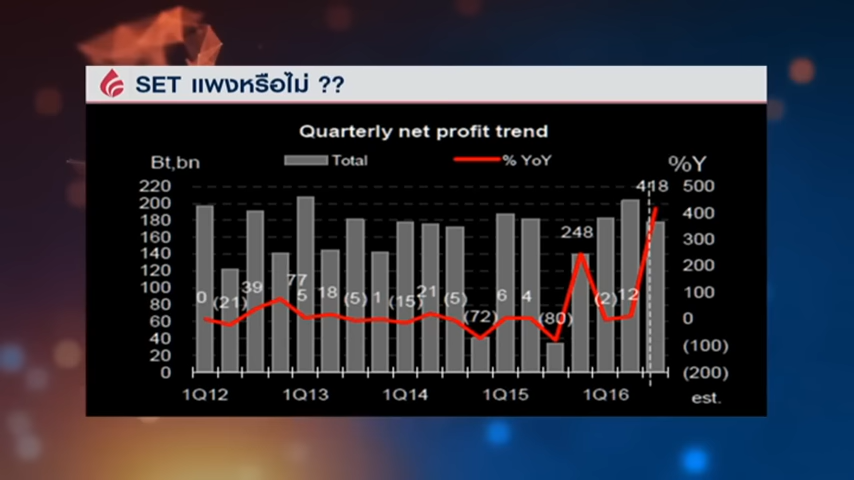 SET แพงหรือไม่ ??
Quarterly net profit trend
Bt,bn Total % YoY %Y
220 418 500
200 400
180 248 300
160
140 200
120 77
100 0 (21) 39 5 18 (5) 1 (15) 21 (5) (72) 6 4 (80) (2) 12 100
80
60 0
40 (100)
20
0 (200)
1Q12 1Q13 1Q14 1Q15 1Q16 est.